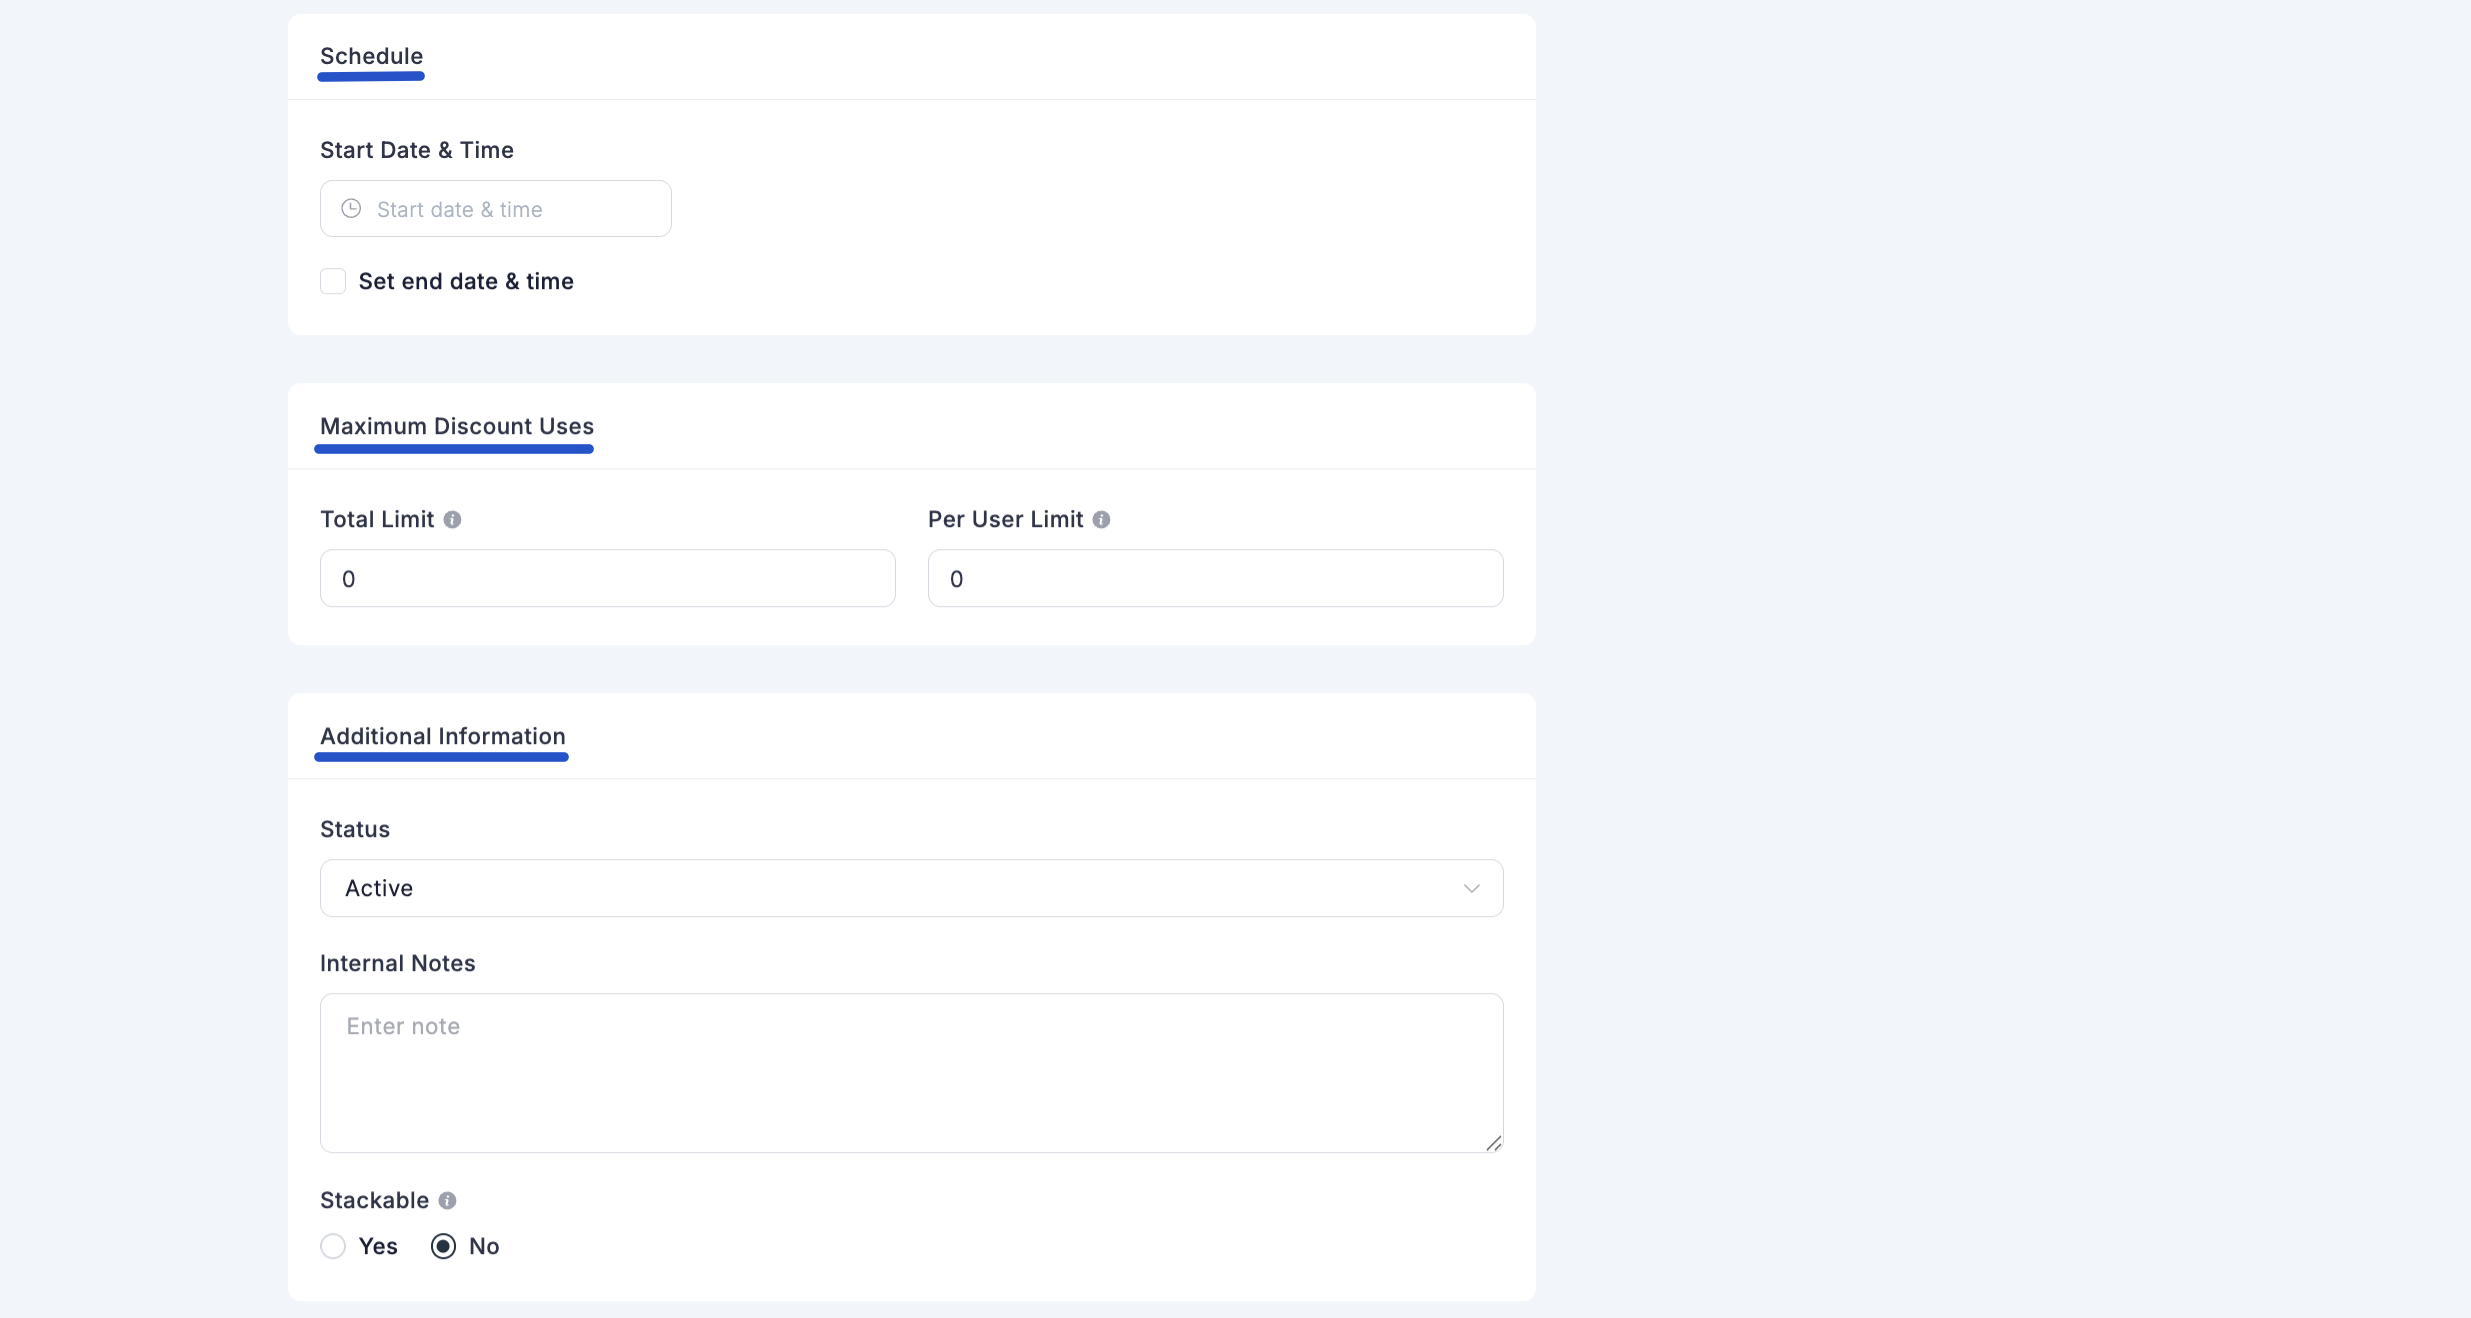 Schedule
Start Date & Time
Start date & time
Set end date & time
Maximum Discount Uses
Total Limit Per User Limit
0 0
Additional Information
Status
Active
Internal Notes
Enter note
Stackable
Yes No